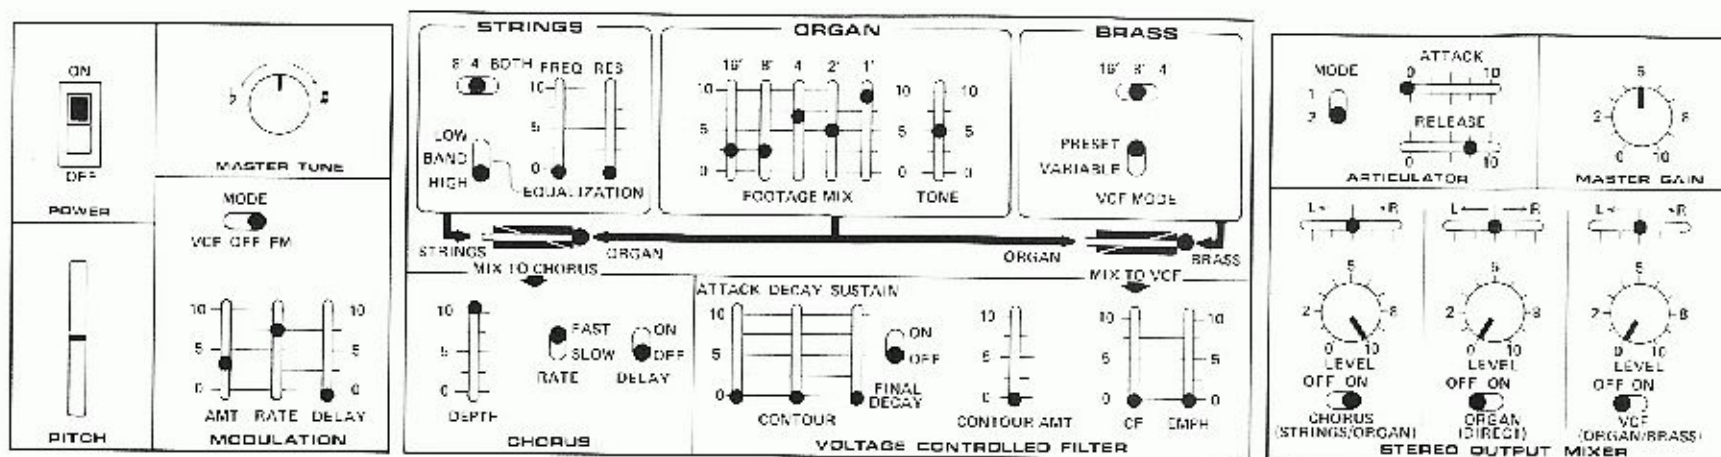 ON
OFF
POWER
PITCH
2
MASTER TUNE
MODE
VCF OFF FM
10 10
5 5
0 0
AMT RATE DELAY
MODULATION
STRINGS
8' 4' BOTH FREQ RES
LOW
BAND
HIGH
10
5
0
EQUALIZATION
ORGAN
16' 8' 4 2' 1'
10 10 10
5 5 5
0 0 0
FOOTAGE MIX TONE
BRASS
16' 8' 4
PRESET
VARIABLE
VCF MODE
STRINGS ORGAN
MIX TO CHORUS
ORGAN BRASS
MIX TO VCF
10
5
0
DEPTH
FAST
SLOW
RATE
ON
OFF
DELAY
CHORUS
ATTACK DECAY SUSTAIN
10
5
0
CONTOUR
ON
OFF
FINAL
DECAY
10
5
0
CONTOUR AMT
10 10
5 5
0 0
CF EMPH
VOLTAGE CONTROLLED FILTER
MODE
1
2
ATTACK
0 10
RELEASE
0 10
ARTICULATOR
5
2 8
0 10
MASTER GAIN
L R
5
2 8
0 10
LEVEL
OFF ON
CHORUS
(STRINGS/ORGAN)
L R
5
2 8
0 10
LEVEL
OFF ON
ORGAN
(DIRECT)
L R
5
2 8
0 10
LEVEL
OFF ON
VCF
(ORGAN/BRASS)
STEREO OUTPUT MIXER